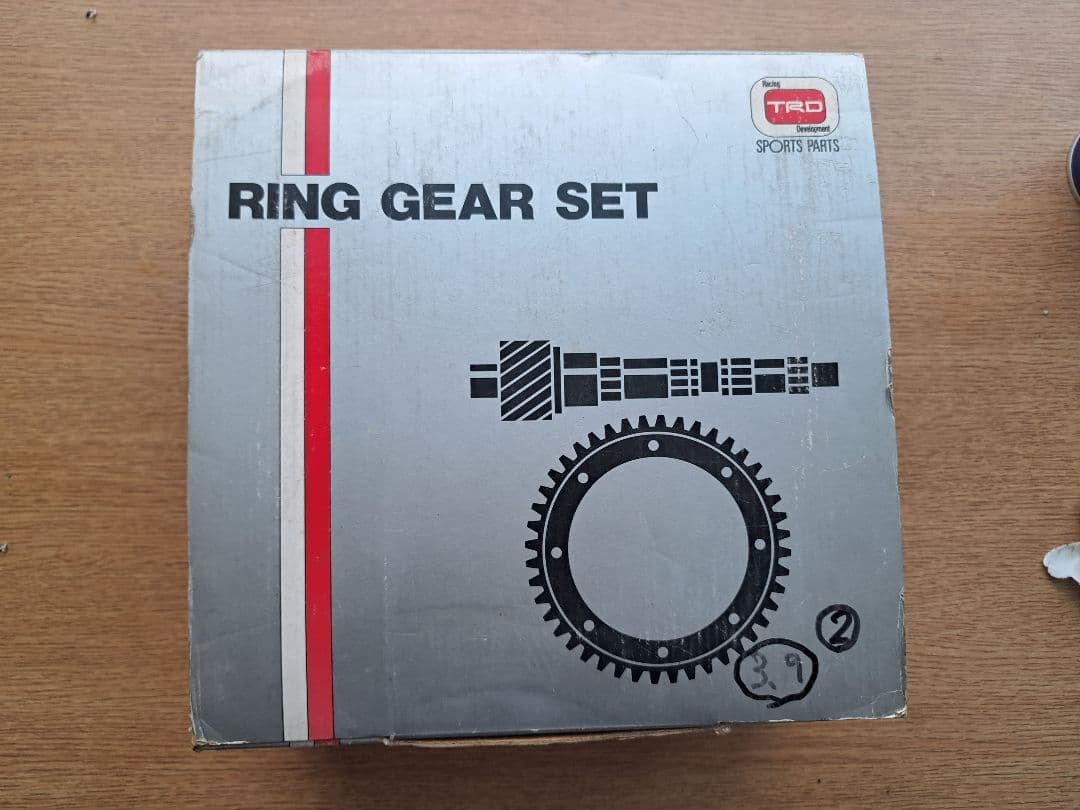 Racing
TRD
Development
SPORTS PARTS
RING GEAR SET
2
3.9